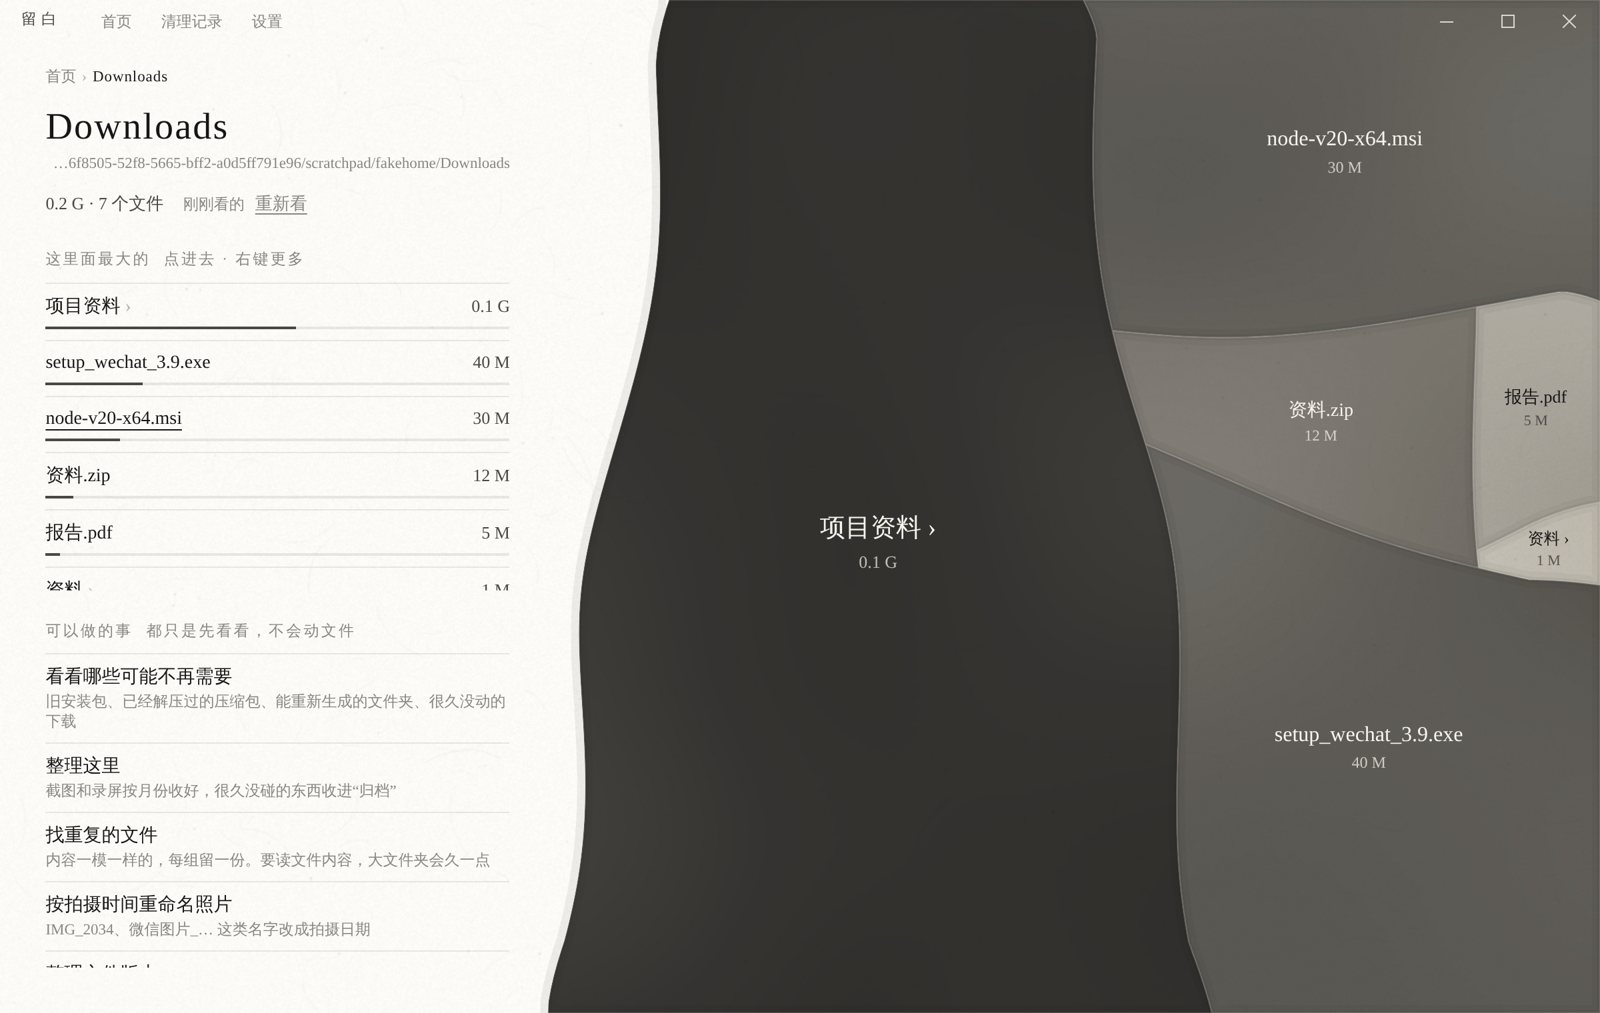 留白 首页 清理记录 设置
首页 › Downloads
Downloads
…6f8505-52f8-5665-bff2-a0d5ff791e96/scratchpad/fakehome/Downloads
0.2 G · 7 个文件 刚刚看的 重新看
这里面最大的 点进去 · 右键更多
项目资料 › 0.1 G
setup_wechat_3.9.exe 40 M
node-v20-x64.msi 30 M
资料.zip 12 M
报告.pdf 5 M
资料 › 1 M
可以做的事 都只是先看看，不会动文件
看看哪些可能不再需要
旧安装包、已经解压过的压缩包、能重新生成的文件夹、很久没动的
下载
整理这里
截图和录屏按月份收好，很久没碰的东西收进“归档”
找重复的文件
内容一模一样的，每组留一份。要读文件内容，大文件夹会久一点
按拍摄时间重命名照片
IMG_2034、微信图片_… 这类名字改成拍摄日期
项目资料 ›
0.1 G
node-v20-x64.msi
30 M
资料.zip
12 M
报告.pdf
5 M
资料 ›
1 M
setup_wechat_3.9.exe
40 M